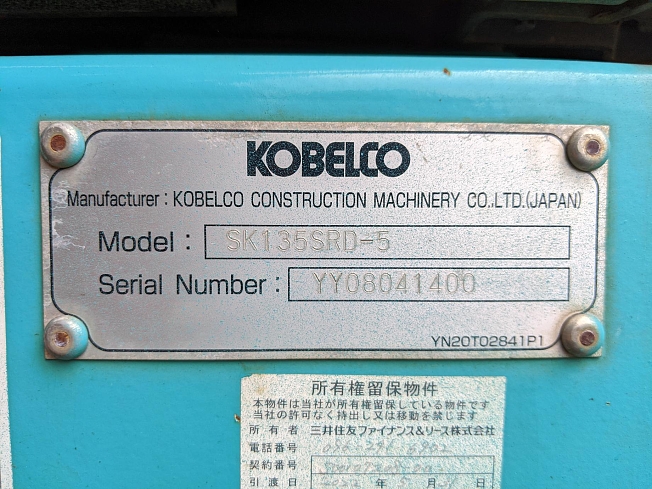 KOBELCO
Manufacturer : KOBELCO CONSTRUCTION MACHINERY CO.,LTD.(JAPAN)
Model : SK135SRD-5
Serial Number : YY08041400
YN20T02841P1
所有権留保物件
本物件は当社が所有権を留保している物件です
当社の許可なく持出し又は移動を禁じます
所有者 三井住友ファイナンス&リース株式会社
電話番号
契約番号
引渡日 年 月 日